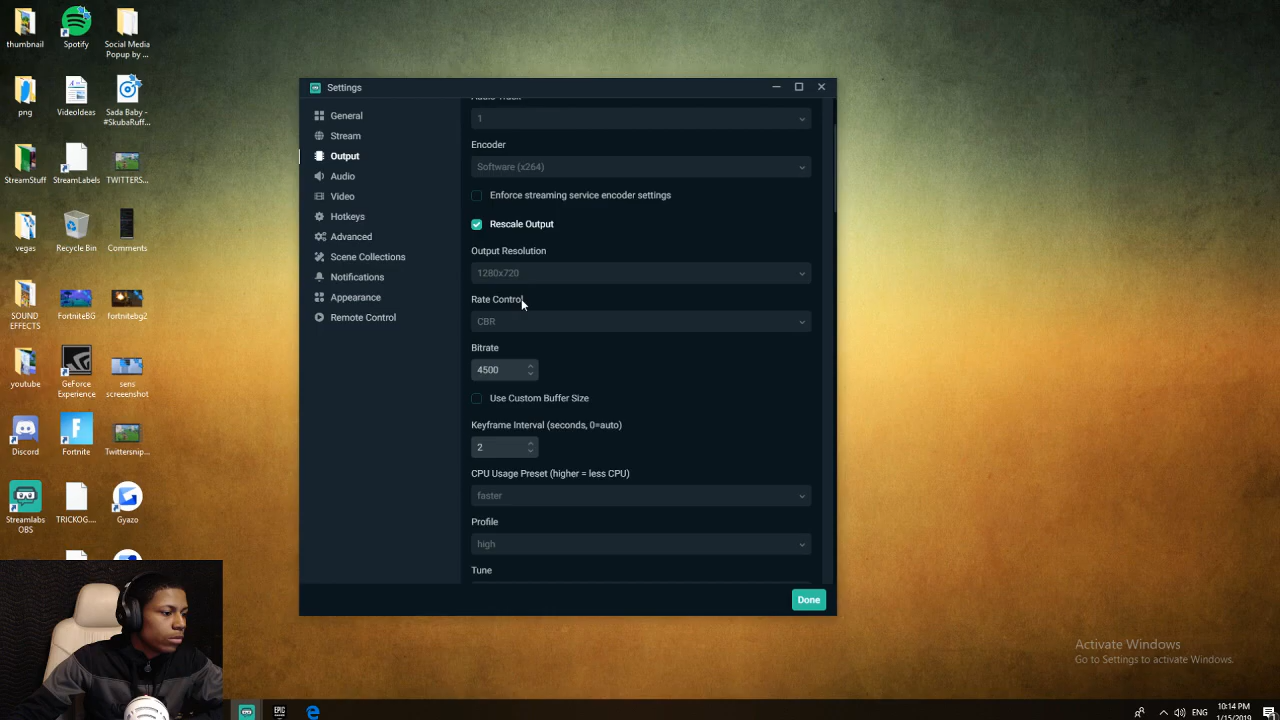 thumbnail
Spotify
Social Media
Popup by ...
png
VideoIdeas
Sada Baby -
#SkubaRuff...
StreamStuff
StreamLabels
TWITTERS...
vegas
Recycle Bin
Comments
SOUND
EFFECTS
FortniteBG
fortnitebg2
youtube
GeForce
Experience
sens
screeenshot
Discord
Fortnite
Twittersnip...
Streamlabs
OBS
TRICKOG....
Gyazo
Settings
General
Stream
Output
Audio
Video
Hotkeys
Advanced
Scene Collections
Notifications
Appearance
Remote Control
1
Encoder
Software (x264)
Enforce streaming service encoder settings
Rescale Output
Output Resolution
1280x720
Rate Control
CBR
Bitrate
4500
Use Custom Buffer Size
Keyframe Interval (seconds, 0=auto)
2
CPU Usage Preset (higher = less CPU)
faster
Profile
high
Tune
Done
Activate Windows
Go to Settings to activate Windows.
EPIC
ENG
10:14 PM
1/15/2019